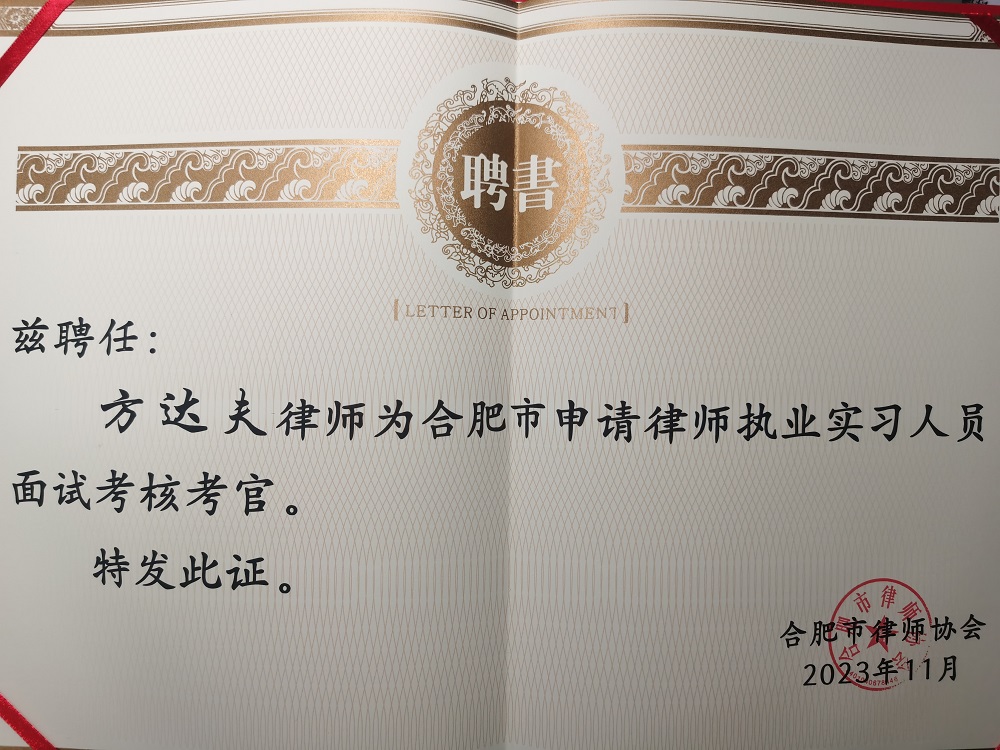 聘書
LETTER OF APPOINTMENT
兹聘任：
方达夫律师为合肥市申请律师执业实习人员
面试考核考官。
特发此证。
合肥市律师协会
2023年11月